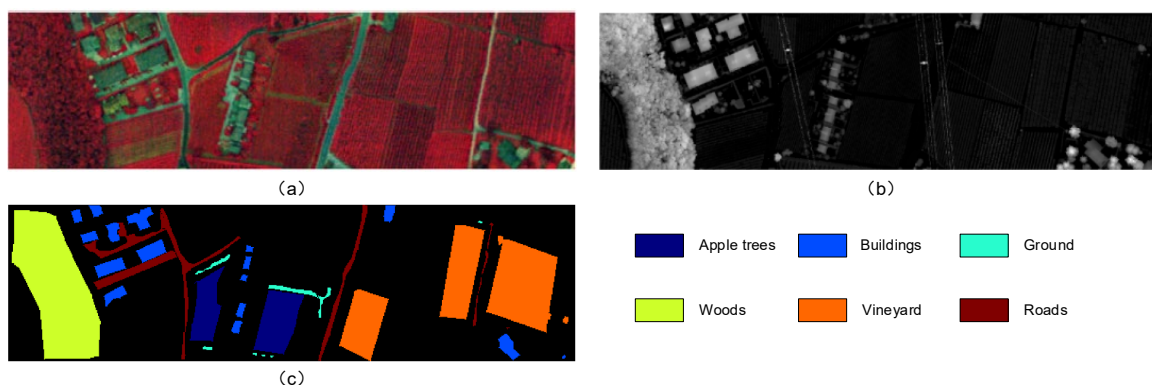 (a)
(b)
Apple trees
Buildings
Ground
Woods
Vineyard
Roads
(c)